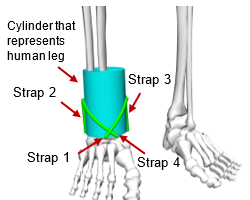 Cylinder that
represents
human leg
Strap 3
Strap 2
Strap 1
Strap 4